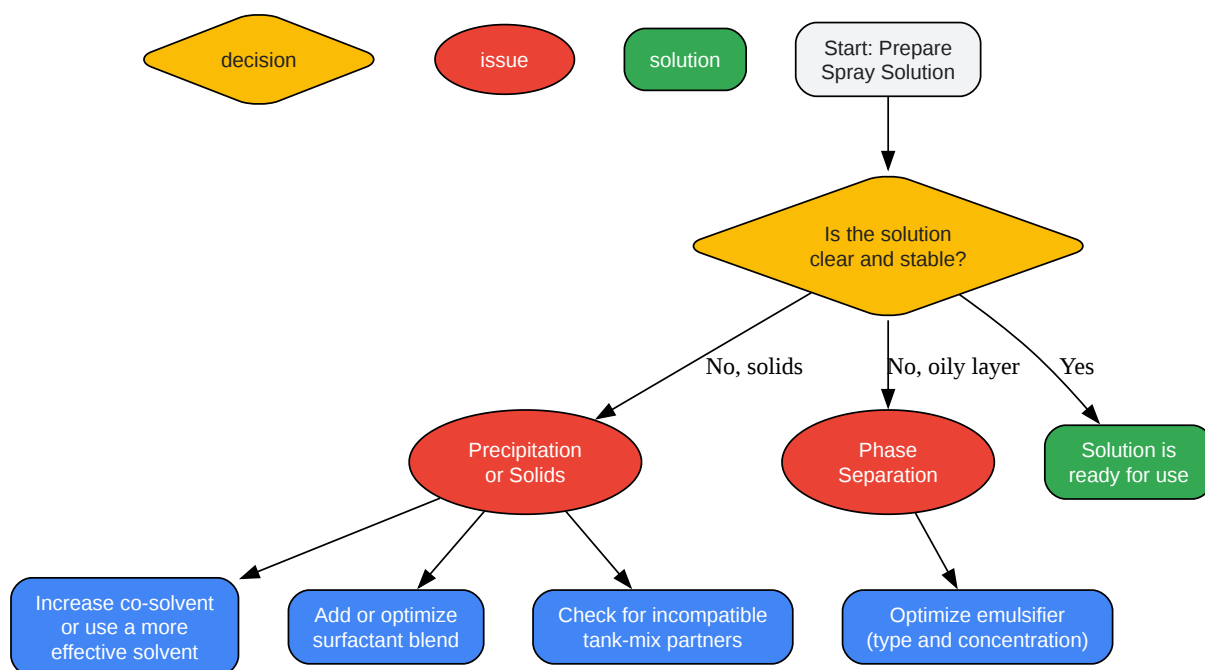 decision
issue
solution
Start: Prepare
Spray Solution
Is the solution
clear and stable?
No, solids
No, oily layer
Yes
Precipitation
or Solids
Phase
Separation
Solution is
ready for use
Increase co-solvent
or use a more
effective solvent
Add or optimize
surfactant blend
Check for incompatible
tank-mix partners
Optimize emulsifier
(type and concentration)